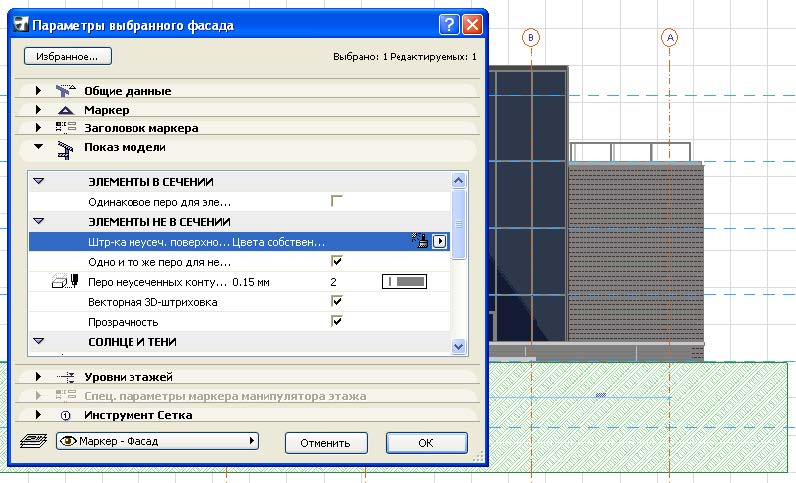 Параметры выбранного фасада
Избранное...
Выбрано: 1 Редактируемых: 1
Общие данные
Маркер
Заголовок маркера
Показ модели
ЭЛЕМЕНТЫ В СЕЧЕНИИ
Одинаковое перо для эле...
ЭЛЕМЕНТЫ НЕ В СЕЧЕНИИ
Штр-ка неусеч. поверхно... Цвета собствен...
Одно и то же перо для не...
Перо неусеченных конту... 0.15 мм 2
Векторная 3D-штриховка
Прозрачность
СОЛНЦЕ И ТЕНИ
Уровни этажей
Спец. параметры маркера манипулятора этажа
Инструмент Сетка
Маркер - Фасад
Отменить
OK
В
А